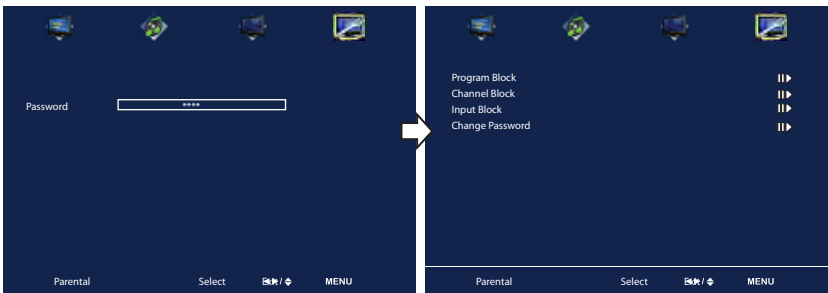 Password ****
Parental Select MENU
Program Block
Channel Block
Input Block
Change Password
Parental Select MENU